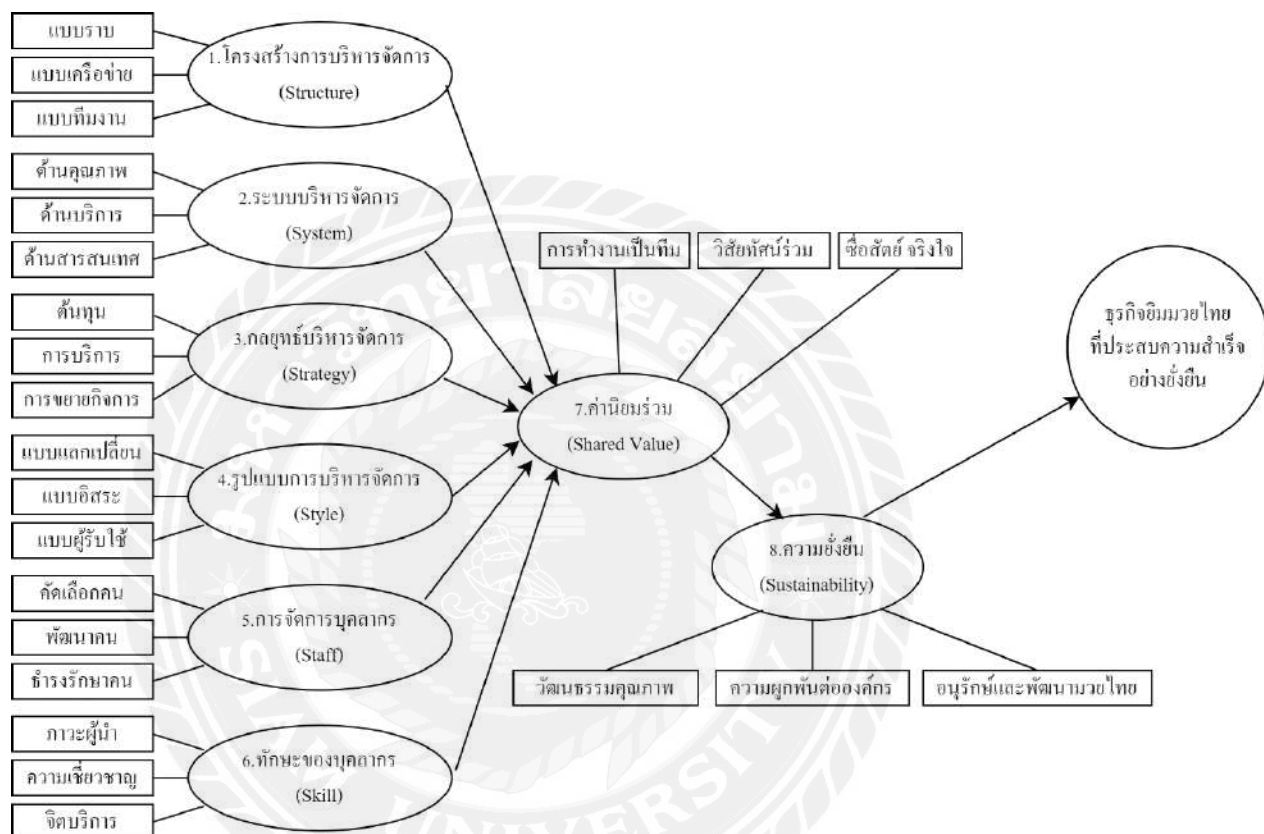 แบบราบ
แบบเครือข่าย
แบบทีมงาน
1.โครงสร้างการบริหารจัดการ
(Structure)
ด้านคุณภาพ
ด้านบริการ
ด้านสารสนเทศ
2.ระบบบริหารจัดการ
(System)
ต้นทุน
การบริการ
การขยายกิจการ
3.กลยุทธ์บริหารจัดการ
(Strategy)
แบบแลกเปลี่ยน
แบบอิสระ
แบบผู้รับใช้
4.รูปแบบการบริหารจัดการ
(Style)
คัดเลือกคน
พัฒนาคน
ธำรงรักษาคน
5.การจัดการบุคลากร
(Staff)
ภาวะผู้นำ
ความเชี่ยวชาญ
จิตบริการ
6.ทักษะของบุคลากร
(Skill)
การทำงานเป็นทีม
วิสัยทัศน์ร่วม
ซื่อสัตย์ จริงใจ
7.ค่านิยมร่วม
(Shared Value)
8.ความยั่งยืน
(Sustainability)
วัฒนธรรมคุณภาพ
ความผูกพันต่อองค์กร
อนุรักษ์และพัฒนามวยไทย
ธุรกิจยิมมวยไทย
ที่ประสบความสำเร็จ
อย่างยั่งยืน
UNIVERSITY